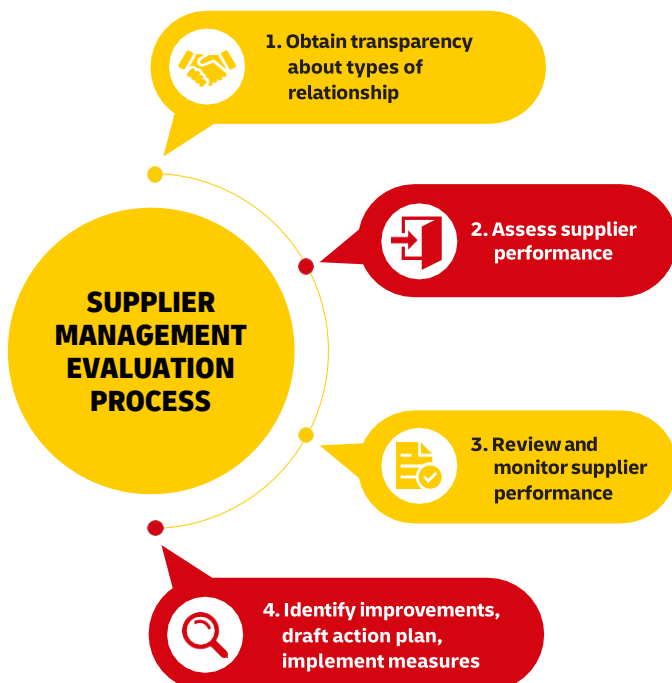 1. Obtain transparency
about types of
relationship
2. Assess supplier
performance
SUPPLIER
MANAGEMENT
EVALUATION
PROCESS
3. Review and
monitor supplier
performance
4. Identify improvements,
draft action plan,
implement measures